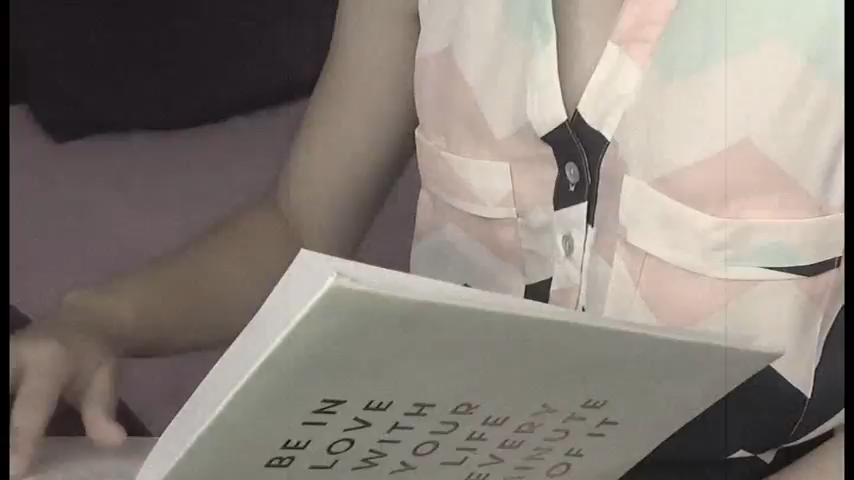 BE IN
LOVE
WITH
YOUR
LIFE
EVERY
MINUTE
OF IT